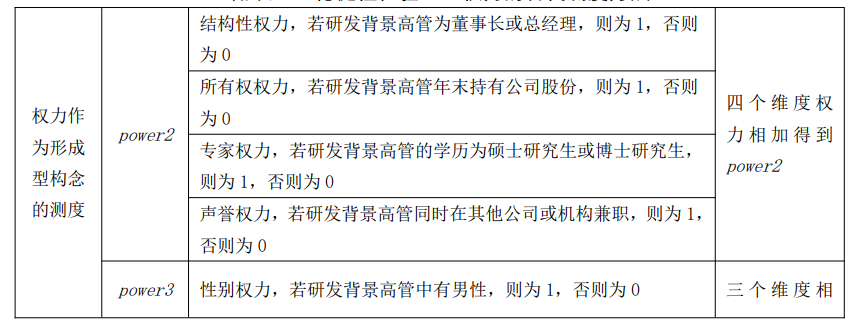 结构性权力，若研发背景高管为董事长或总经理，则为 1，否则
为 0
所有权权力，若研发背景高管年末持有公司股份，则为 1，否则
为 0
专家权力，若研发背景高管的学历为硕士研究生或博士研究生，
则为 1，否则为 0
声誉权力，若研发背景高管同时在其他公司或机构兼职，则为 1，
否则为 0
权力作
为形成
型构念
的测度
power2
四个维度权
力相加得到
power2
power3
性别权力，若研发背景高管中有男性，则为 1，否则为 0
三个维度相